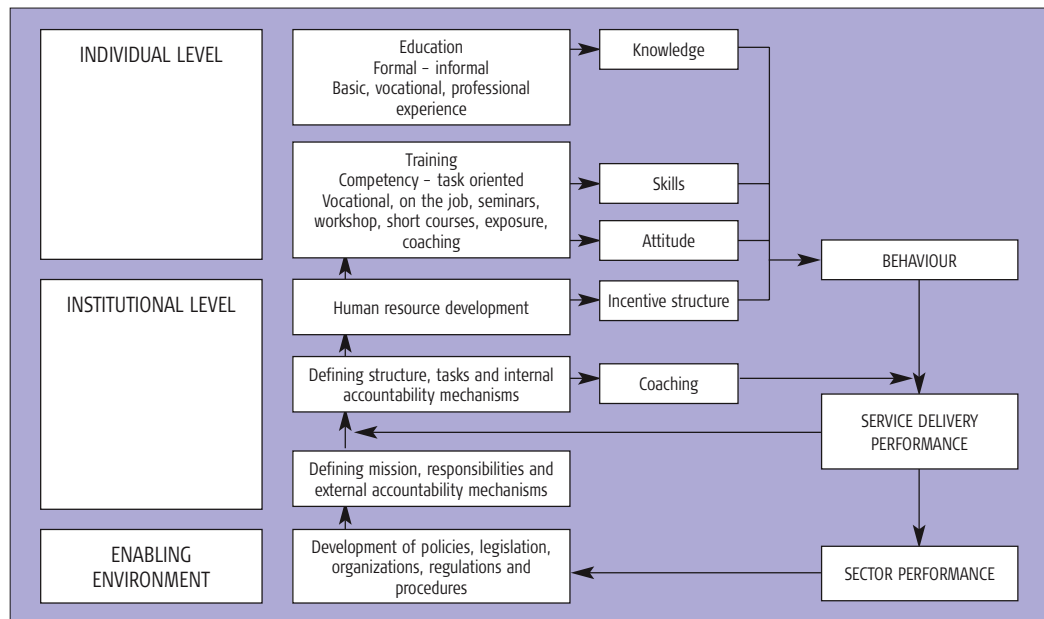 INDIVIDUAL LEVEL
Education
Formal – informal
Basic, vocational, professional
experience
Knowledge
Training
Competency – task oriented
Vocational, on the job, seminars,
workshop, short courses, exposure,
coaching
Skills
Attitude
BEHAVIOUR
INSTITUTIONAL LEVEL
Human resource development
Incentive structure
Defining structure, tasks and internal
accountability mechanisms
Coaching
SERVICE DELIVERY
PERFORMANCE
Defining mission, responsibilities and
external accountability mechanisms
ENABLING
ENVIRONMENT
Development of policies, legislation,
organizations, regulations and
procedures
SECTOR PERFORMANCE